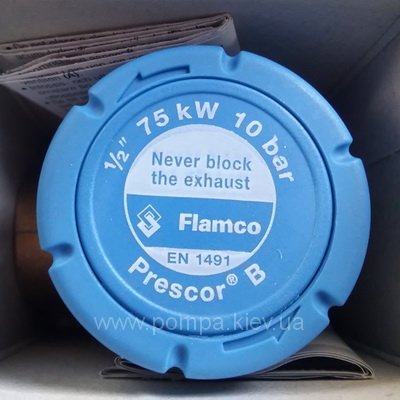 1/2" 75 kW 10 bar
Never block
the exhaust
Flamco
EN 1491
Prescor® B
www.pompa.kiev.ua